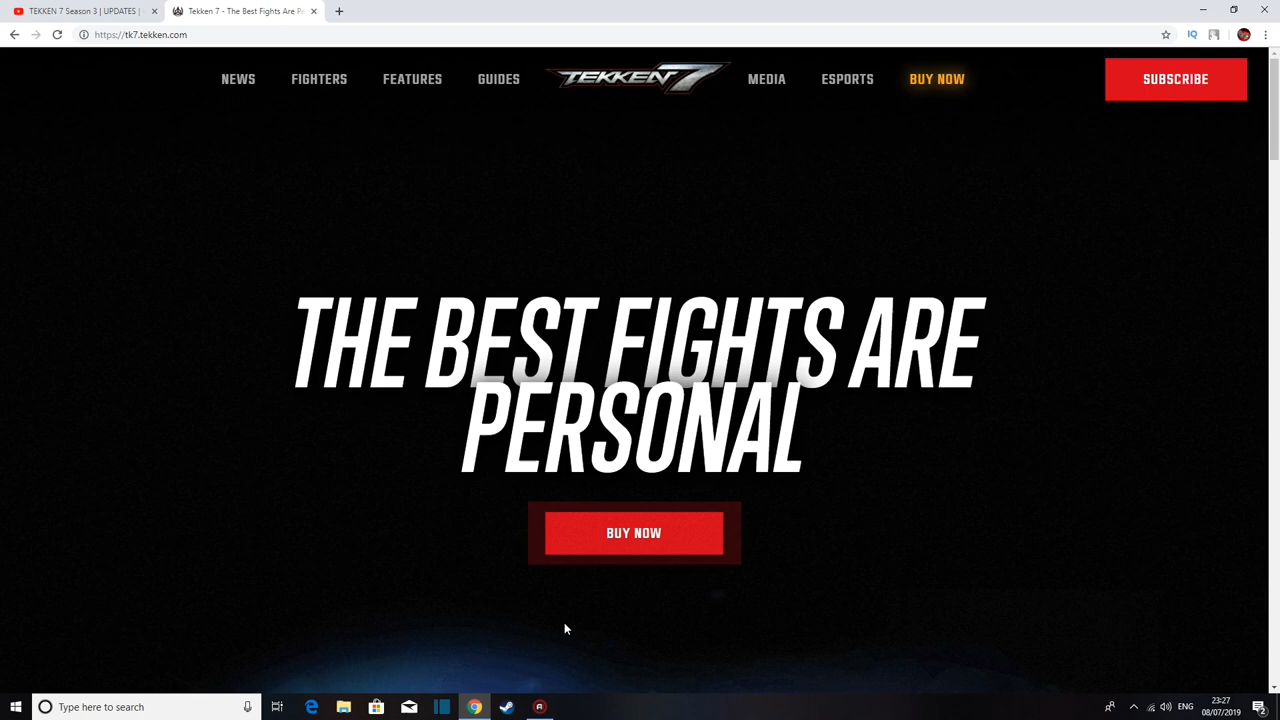 TEKKEN 7 Season 3 | UPDATES |
Tekken 7 - The Best Fights Are Pe
https://tk7.tekken.com
IQ
NEWS
FIGHTERS
FEATURES
GUIDES
TEKKEN 7
MEDIA
ESPORTS
BUY NOW
SUBSCRIBE
THE BEST FIGHTS ARE
PERSONAL
BUY NOW
Type here to search
ENG
23:27
08/07/2019
2